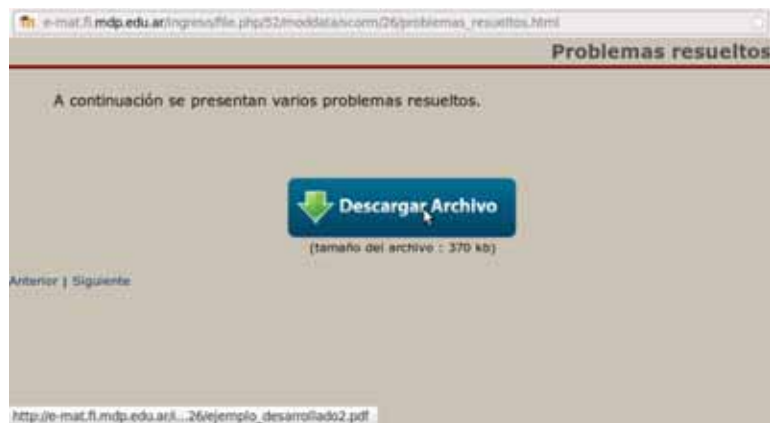 e-mat.fi.mdp.edu.ar/ingreso/file.php/52/moddata/scorm/26/problemas_resueltos.html
Problemas resueltos
A continuación se presentan varios problemas resueltos.
Descargar Archivo
(tamaño del archivo : 370 kb)
Anterior | Siguiente
http://e-mat.fi.mdp.edu.ar/i...26/ejemplo_desarrollado2.pdf